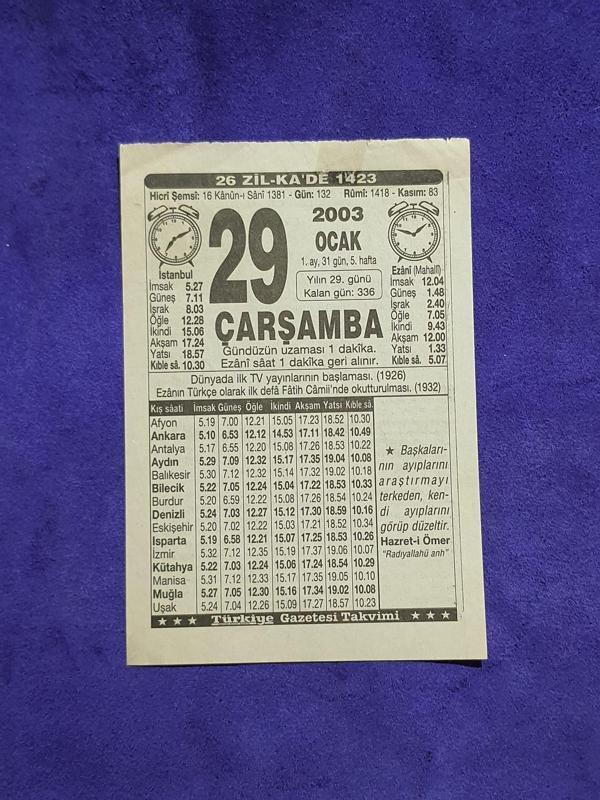 26 ZİL-KA'DE 1423
Hicrî Şemsî: 16 Kânûn-ı Sânî 1381 - Gün: 132 Rûmî: 1418 - Kasım: 83
29
2003
OCAK
1. ay, 31 gün, 5. hafta
Yılın 29. günü
Kalan gün: 336
ÇARŞAMBA
Gündüzün uzaması 1 dakîka.
Ezânî sâat 1 dakîka geri alınır.
İstanbul
İmsak 5.27
Güneş 7.11
İşrak 8.03
Öğle 12.28
İkindi 15.06
Akşam 17.24
Yatsı 18.57
Kıble sâ. 10.30
Ezânî (Mahallî)
İmsak 12.04
Güneş 1.48
İşrak 2.40
Öğle 7.05
İkindi 9.43
Akşam 12.00
Yatsı 1.33
Kıble sâ. 5.07
Dünyada ilk TV yayınlarının başlaması. (1926)
Ezânın Türkçe olarak ilk defâ Fâtih Câmii'nde okutturulması. (1932)
Kış sâati İmsak Güneş Öğle İkindi Akşam Yatsı Kıble sâ.
Afyon 5.19 7.00 12.21 15.05 17.23 18.52 10.30
Ankara 5.10 6.53 12.12 14.53 17.11 18.42 10.49
Antalya 5.17 6.55 12.20 15.08 17.26 18.53 10.22
Aydın 5.29 7.09 12.32 15.17 17.35 19.04 10.08
Balıkesir 5.30 7.12 12.32 15.14 17.32 19.02 10.18
Bilecik 5.22 7.05 12.24 15.04 17.22 18.53 10.33
Burdur 5.20 6.59 12.22 15.08 17.26 18.54 10.24
Denizli 5.24 7.03 12.27 15.12 17.30 18.59 10.16
Eskişehir 5.20 7.02 12.22 15.03 17.21 18.52 10.34
Isparta 5.19 6.58 12.21 15.07 17.25 18.53 10.26
İzmir 5.32 7.12 12.35 15.19 17.37 19.06 10.07
Kütahya 5.22 7.03 12.24 15.06 17.24 18.54 10.29
Manisa 5.31 7.12 12.33 15.17 17.35 19.05 10.10
Muğla 5.27 7.05 12.30 15.16 17.34 19.02 10.08
Uşak 5.24 7.04 12.26 15.09 17.27 18.57 10.23
★ Başkaları-
nın ayıplarını
araştırmayı
terkeden, ken-
di ayıplarını
görüp düzeltir.
Hazret-i Ömer
"Radıyallahü anh"
★ ★ ★ Türkiye Gazetesi Takvimi ★ ★ ★